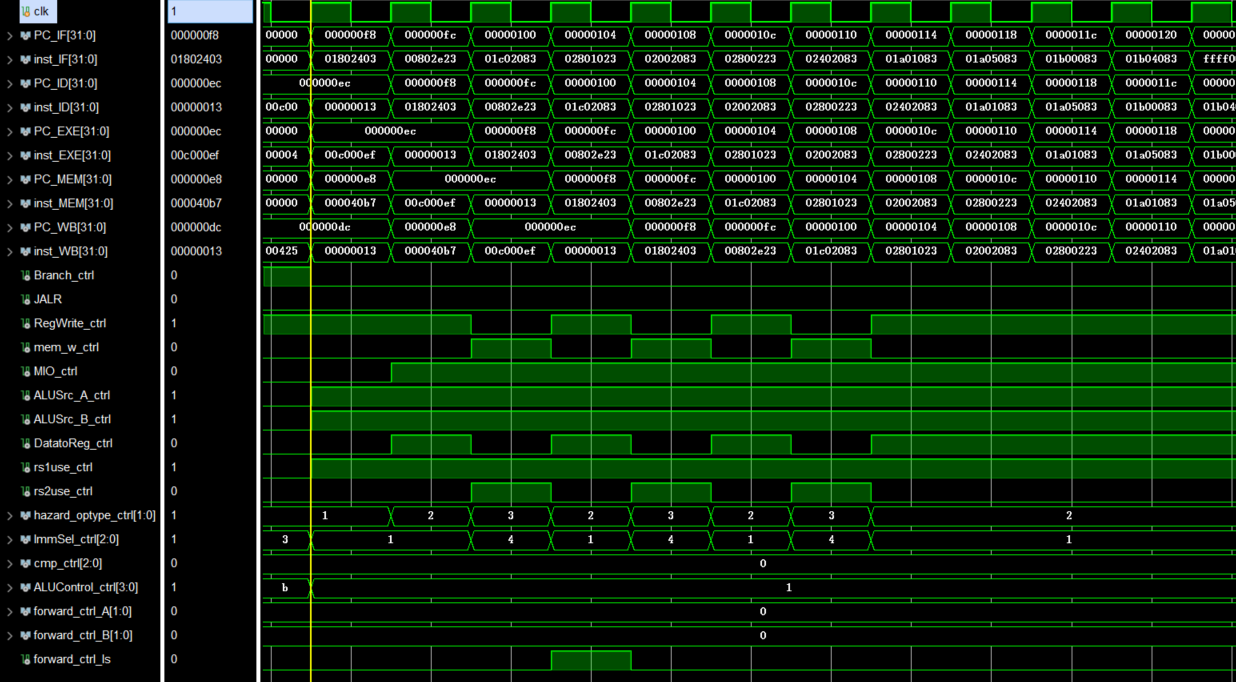 clk 1
PC_IF[31:0] 000000f8 00000 000000f8 000000fc 00000100 00000104 00000108 0000010c 00000110 00000114 00000118 0000011c 00000120 0000
inst_IF[31:0] 01802403 00000 01802403 00802e23 01c02083 02801023 02002083 02800223 02402083 01a01083 01a05083 01b00083 01b04083 ffff0
PC_ID[31:0] 000000ec 000000ec 000000f8 000000fc 00000100 00000104 00000108 0000010c 00000110 00000114 00000118 0000011c 0000
inst_ID[31:0] 00000013 00c00 00000013 01802403 00802e23 01c02083 02801023 02002083 02800223 02402083 01a01083 01a05083 01b00083 01b04
PC_EXE[31:0] 000000ec 00000 000000ec 000000f8 000000fc 00000100 00000104 00000108 0000010c 00000110 00000114 00000118 0000
inst_EXE[31:0] 00c000ef 00004 00c000ef 00000013 01802403 00802e23 01c02083 02801023 02002083 02800223 02402083 01a01083 01a05083 01b00
PC_MEM[31:0] 000000e8 00000 000000e8 000000ec 000000f8 000000fc 00000100 00000104 00000108 0000010c 00000110 00000114 0000
inst_MEM[31:0] 000040b7 00000 000040b7 00c000ef 00000013 01802403 00802e23 01c02083 02801023 02002083 02800223 02402083 01a01083 01a05
PC_WB[31:0] 000000dc 000000dc 000000e8 000000ec 000000f8 000000fc 00000100 00000104 00000108 0000010c 00000110 0000
inst_WB[31:0] 00000013 00425 00000013 000040b7 00c000ef 00000013 01802403 00802e23 01c02083 02801023 02002083 02800223 02402083 01a01
Branch_ctrl 0
JALR 0
RegWrite_ctrl 1
mem_w_ctrl 0
MIO_ctrl 0
ALUSrc_A_ctrl 1
ALUSrc_B_ctrl 1
DatatoReg_ctrl 0
rs1use_ctrl 1
rs2use_ctrl 0
hazard_optype_ctrl[1:0] 1 1 2 3 2 3 2 3 2
ImmSel_ctrl[2:0] 1 3 1 4 1 4 1 4 1
cmp_ctrl[2:0] 0 0
ALUControl_ctrl[3:0] 1 b 1
forward_ctrl_A[1:0] 0 0
forward_ctrl_B[1:0] 0 0
forward_ctrl_ls 0